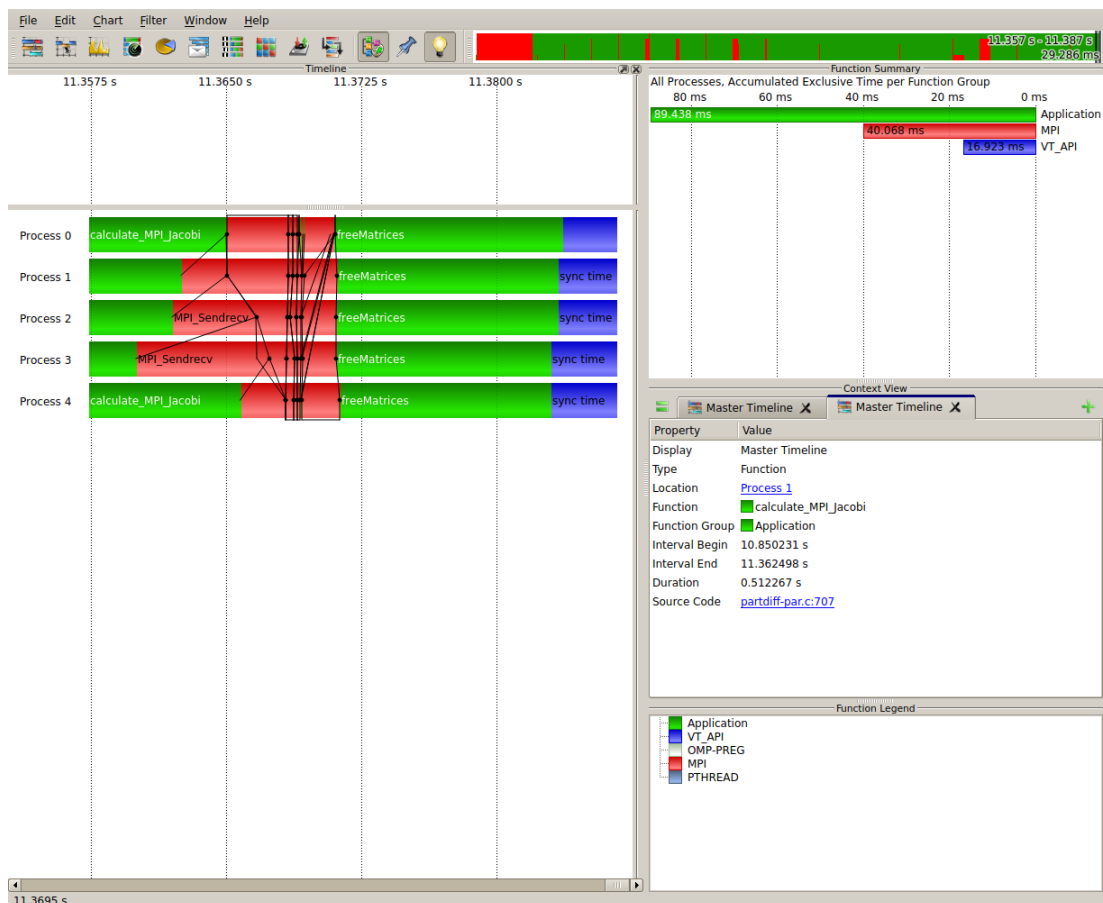 File Edit Chart Filter Window Help
11.357 s - 11.387 s
29.286 ms
Timeline
11.3575 s 11.3650 s 11.3725 s 11.3800 s
Process 0 calculate_MPI_Jacobi freeMatrices
Process 1 freeMatrices sync time
Process 2 MPI_Sendrecv freeMatrices sync time
Process 3 MPI_Sendrecv freeMatrices sync time
Process 4 calculate_MPI_Jacobi freeMatrices sync time
11.3695 s
Function Summary
All Processes, Accumulated Exclusive Time per Function Group
80 ms 60 ms 40 ms 20 ms 0 ms
89.438 ms Application
40.068 ms MPI
16.923 ms VT_API
Context View
Master Timeline Master Timeline
Property Value
Display Master Timeline
Type Function
Location Process 1
Function calculate_MPI_Jacobi
Function Group Application
Interval Begin 10.850231 s
Interval End 11.362498 s
Duration 0.512267 s
Source Code partdiff-par.c:707
Function Legend
Application
VT_API
OMP-PREG
MPI
PTHREAD